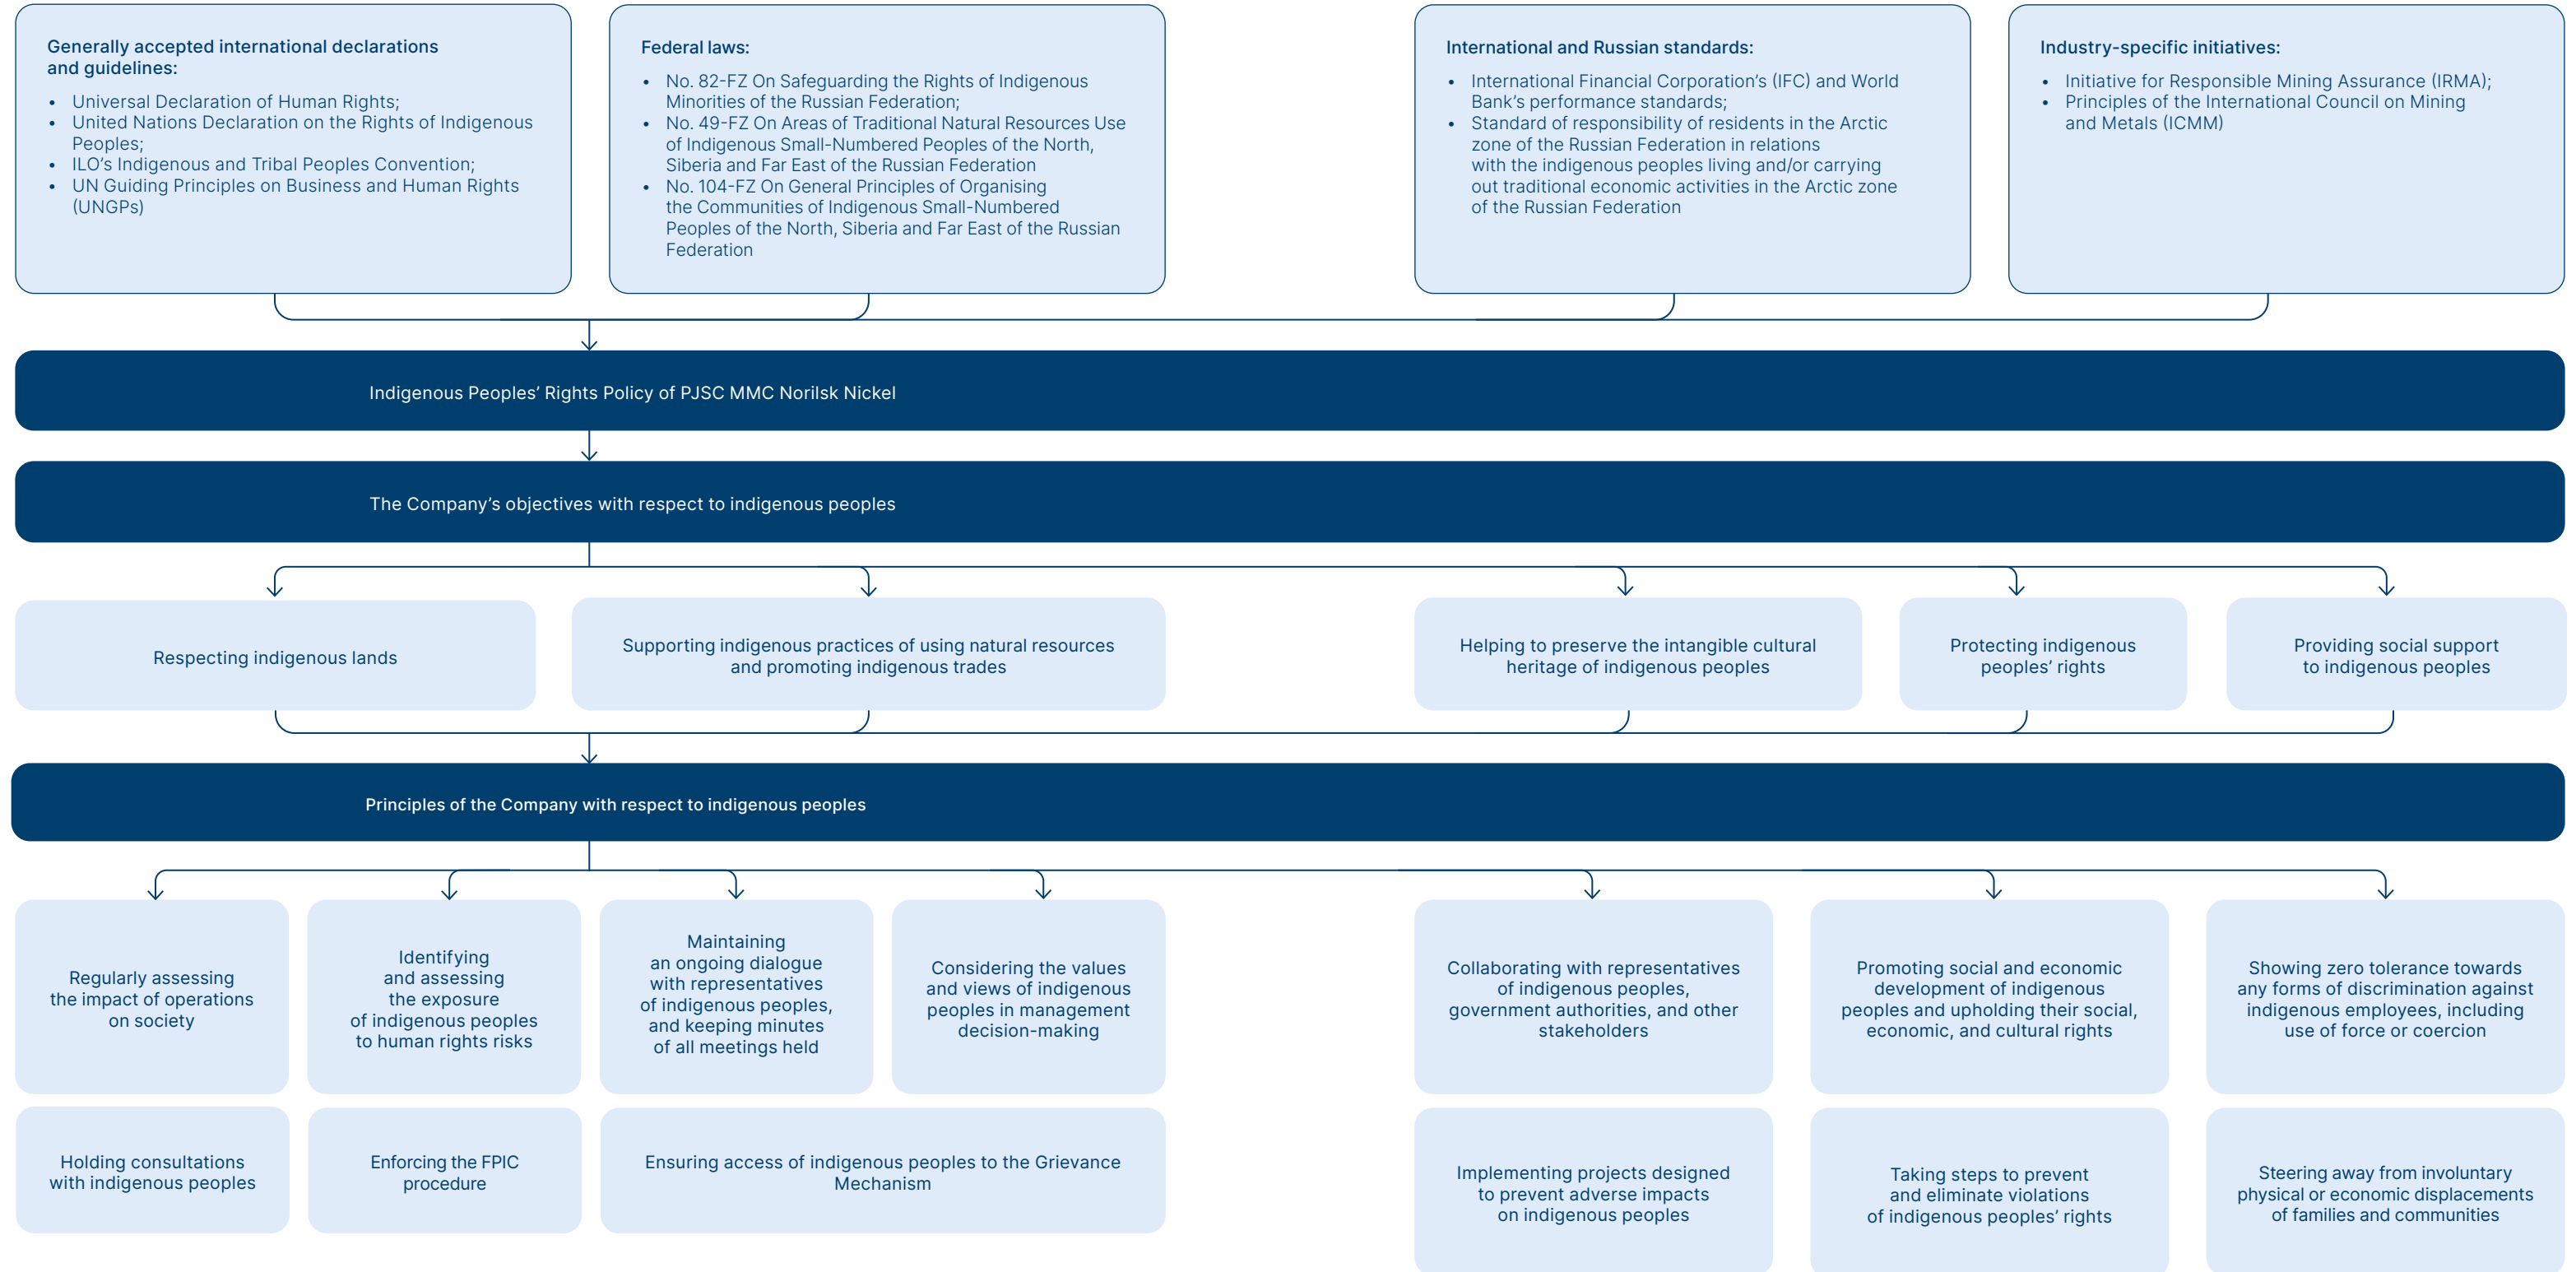 Generally accepted international declarations
and guidelines:
• Universal Declaration of Human Rights;
• United Nations Declaration on the Rights of Indigenous
Peoples;
• ILO’s Indigenous and Tribal Peoples Convention;
• UN Guiding Principles on Business and Human Rights
(UNGPs)
Federal laws:
• No. 82-FZ On Safeguarding the Rights of Indigenous
Minorities of the Russian Federation;
• No. 49-FZ On Areas of Traditional Natural Resources Use
of Indigenous Small-Numbered Peoples of the North,
Siberia and Far East of the Russian Federation
• No. 104-FZ On General Principles of Organising
the Communities of Indigenous Small-Numbered
Peoples of the North, Siberia and Far East of the Russian
Federation
International and Russian standards:
• International Financial Corporation’s (IFC) and World
Bank’s performance standards;
• Standard of responsibility of residents in the Arctic
zone of the Russian Federation in relations
with the indigenous peoples living and/or carrying
out traditional economic activities in the Arctic zone
of the Russian Federation
Industry-specific initiatives:
• Initiative for Responsible Mining Assurance (IRMA);
• Principles of the International Council on Mining
and Metals (ICMM)
Indigenous Peoples’ Rights Policy of PJSC MMC Norilsk Nickel
The Company’s objectives with respect to indigenous peoples
Respecting indigenous lands
Supporting indigenous practices of using natural resources
and promoting indigenous trades
Helping to preserve the intangible cultural
heritage of indigenous peoples
Protecting indigenous
peoples’ rights
Providing social support
to indigenous peoples
Principles of the Company with respect to indigenous peoples
Regularly assessing
the impact of operations
on society
Identifying
and assessing
the exposure
of indigenous peoples
to human rights risks
Maintaining
an ongoing dialogue
with representatives
of indigenous peoples,
and keeping minutes
of all meetings held
Considering the values
and views of indigenous
peoples in management
decision-making
Collaborating with representatives
of indigenous peoples,
government authorities, and other
stakeholders
Promoting social and economic
development of indigenous
peoples and upholding their social,
economic, and cultural rights
Showing zero tolerance towards
any forms of discrimination against
indigenous employees, including
use of force or coercion
Holding consultations
with indigenous peoples
Enforcing the FPIC
procedure
Ensuring access of indigenous peoples to the Grievance
Mechanism
Implementing projects designed
to prevent adverse impacts
on indigenous peoples
Taking steps to prevent
and eliminate violations
of indigenous peoples’ rights
Steering away from involuntary
physical or economic displacements
of families and communities